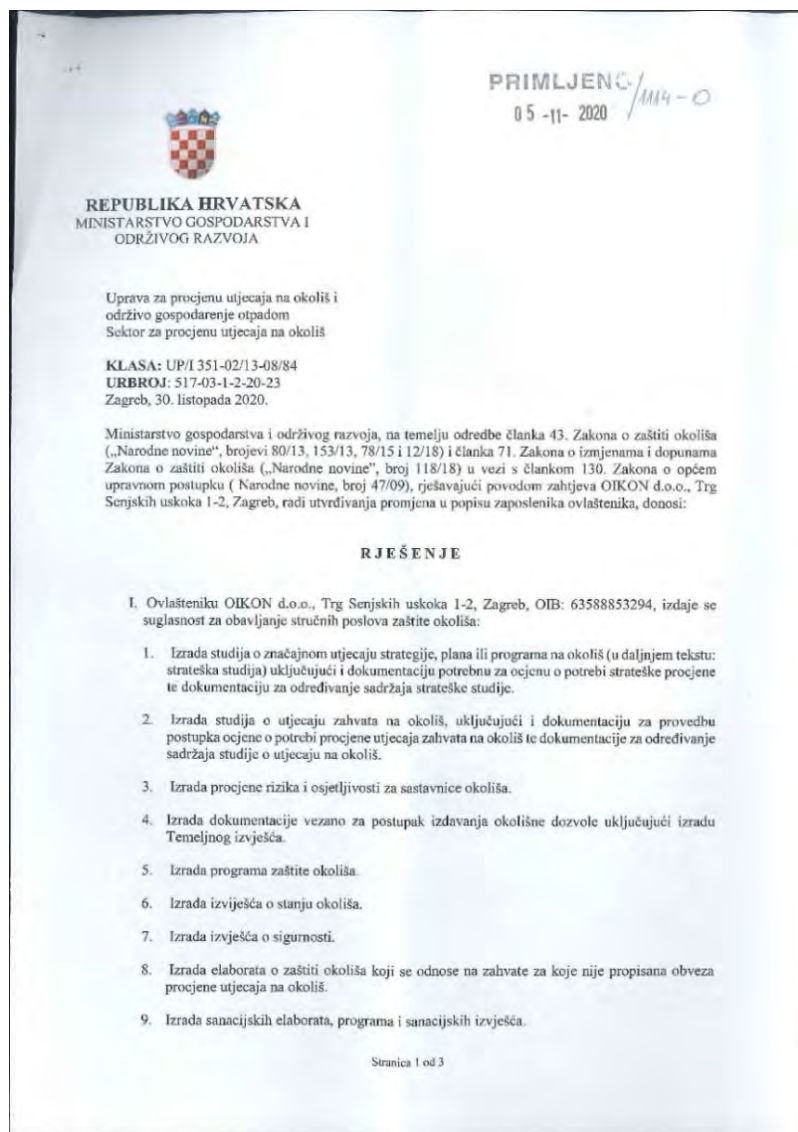 PRIMLJENO
/1114-O
05 -11- 2020
REPUBLIKA HRVATSKA
MINISTARSTVO GOSPODARSTVA I
ODRŽIVOG RAZVOJA
Uprava za procjenu utjecaja na okoliš i
održivo gospodarenje otpadom
Sektor za procjenu utjecaja na okoliš
KLASA: UP/I 351-02/13-08/84
URBROJ: 517-03-1-2-20-23
Zagreb, 30. listopada 2020.
Ministarstvo gospodarstva i održivog razvoja, na temelju odredbe članka 43. Zakona o zaštiti okoliša
(„Narodne novine“, brojevi 80/13, 153/13, 78/15 i 12/18) i članka 71. Zakona o izmjenama i dopunama
Zakona o zaštiti okoliša („Narodne novine”, broj 118/18) u vezi s člankom 130. Zakona o općem
upravnom postupku ( Narodne novine, broj 47/09), rješavajući povodom zahtjeva OIKON d.o.o., Trg
Senjskih uskoka 1-2, Zagreb, radi utvrđivanja promjena u popisu zaposlenika ovlaštenika, donosi:
RJEŠENJE
I. Ovlašteniku OIKON d.o.o., Trg Senjskih uskoka 1-2, Zagreb, OIB: 63588853294, izdaje se
suglasnost za obavljanje stručnih poslova zaštite okoliša:
1. Izrada studija o značajnom utjecaju strategije, plana ili programa na okoliš (u daljnjem tekstu:
strateška studija) uključujući i dokumentaciju potrebnu za ocjenu o potrebi strateške procjene
te dokumentaciju za određivanje sadržaja strateške studije.
2. Izrada studija o utjecaju zahvata na okoliš, uključujući i dokumentaciju za provedbu
postupka ocjene o potrebi procjene utjecaja zahvata na okoliš te dokumentacije za određivanje
sadržaja studije o utjecaju na okoliš.
3. Izrada procjene rizika i osjetljivosti za sastavnice okoliša.
4. Izrada dokumentacije vezano za postupak izdavanja okolišne dozvole uključujući izradu
Temeljnog izvješća.
5. Izrada programa zaštite okoliša.
6. Izrada izviješća o stanju okoliša.
7. Izrada izvješća o sigurnosti.
8. Izrada elaborata o zaštiti okoliša koji se odnose na zahvate za koje nije propisana obveza
procjene utjecaja na okoliš.
9. Izrada sanacijskih elaborata, programa i sanacijskih izvješća.
Stranica 1 od 3